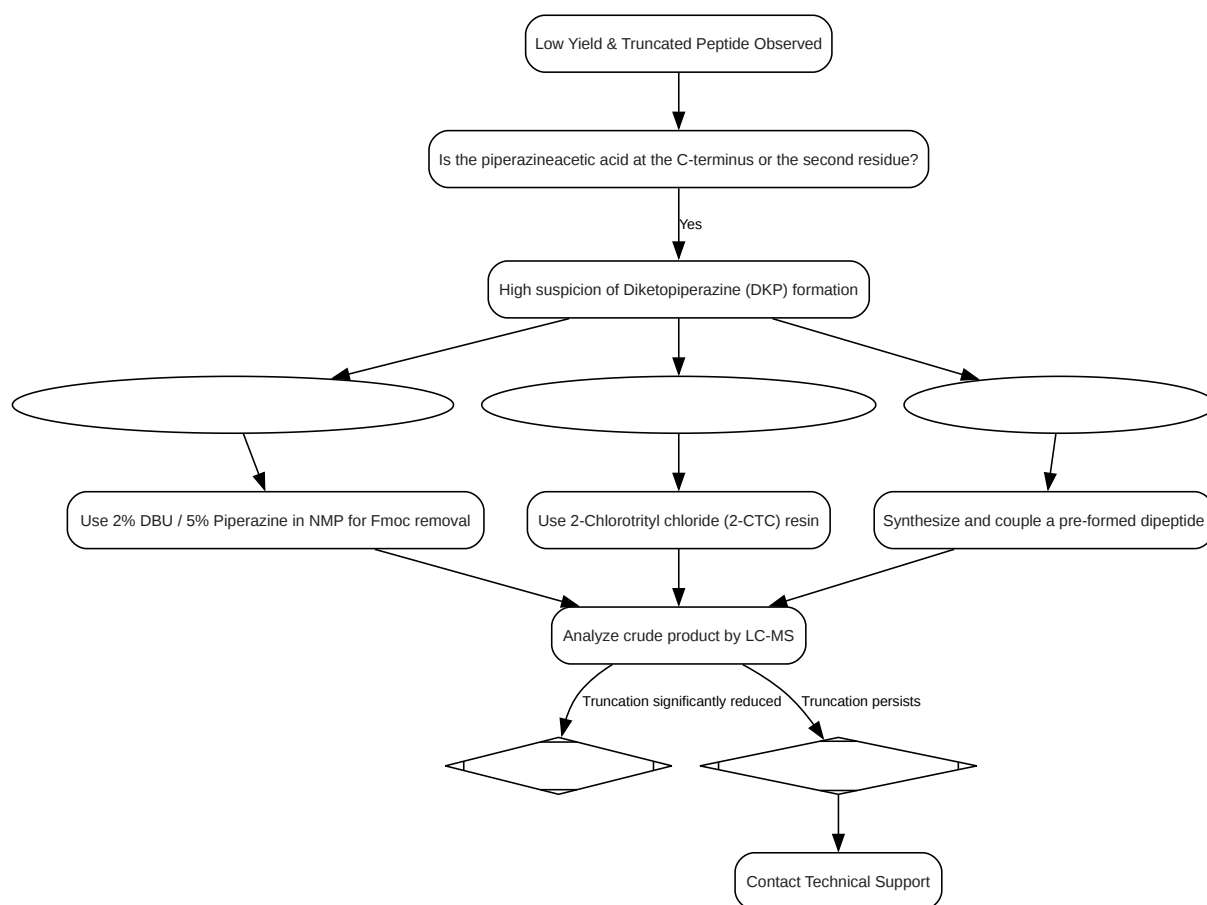 Low Yield & Truncated Peptide Observed
Is the piperazineacetic acid at the C-terminus or the second residue?
Yes
High suspicion of Diketopiperazine (DKP) formation
Use 2% DBU / 5% Piperazine in NMP for Fmoc removal
Use 2-Chlorotrityl chloride (2-CTC) resin
Synthesize and couple a pre-formed dipeptide
Analyze crude product by LC-MS
Truncation significantly reduced
Truncation persists
Contact Technical Support